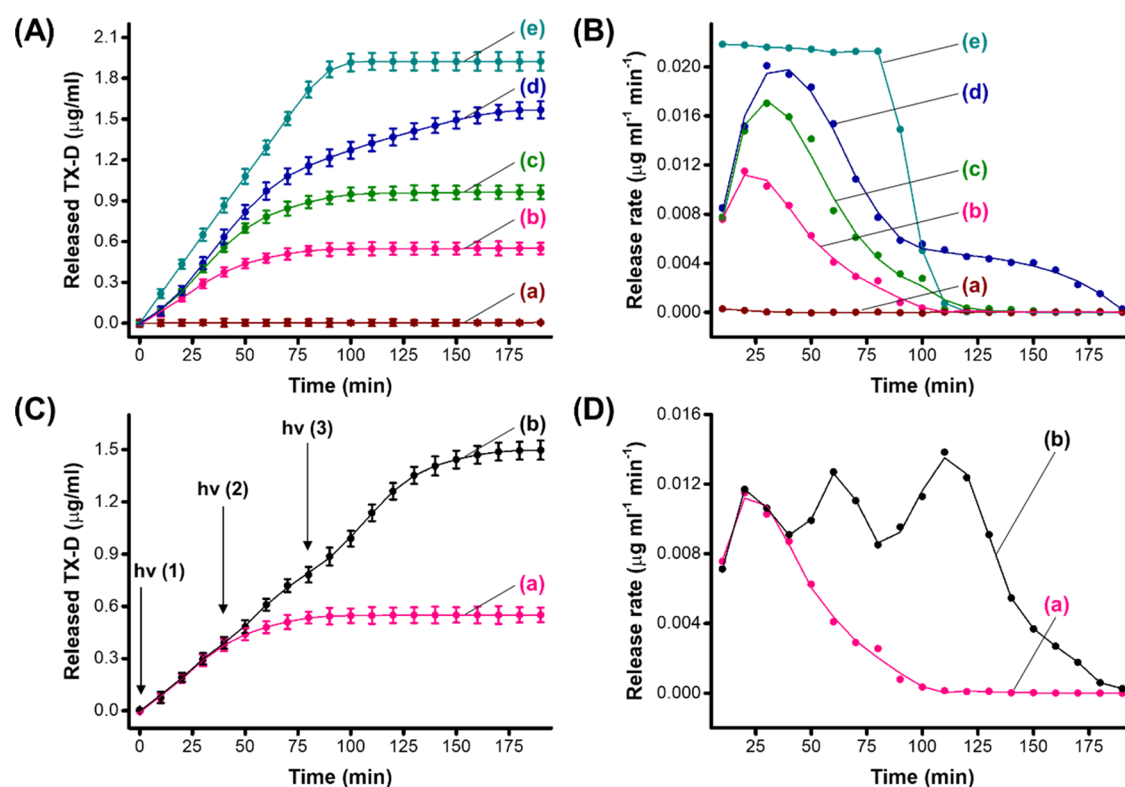 (A)
2.1
1.8
1.5
1.2
0.9
0.6
0.3
0.0
Released TX-D (μg/ml)
(e)
(d)
(c)
(b)
(a)
0 25 50 75 100 125 150 175
Time (min)
(B)
0.020
0.016
0.012
0.008
0.004
0.000
Release rate (μg ml⁻¹ min⁻¹)
(e)
(d)
(c)
(b)
(a)
25 50 75 100 125 150 175
Time (min)
(C)
1.5
1.2
0.9
0.6
0.3
0.0
Released TX-D (μg/ml)
hv (1)
hv (2)
hv (3)
(b)
(a)
0 25 50 75 100 125 150 175
Time (min)
(D)
0.016
0.012
0.008
0.004
0.000
Release rate (μg ml⁻¹ min⁻¹)
(b)
(a)
25 50 75 100 125 150 175
Time (min)